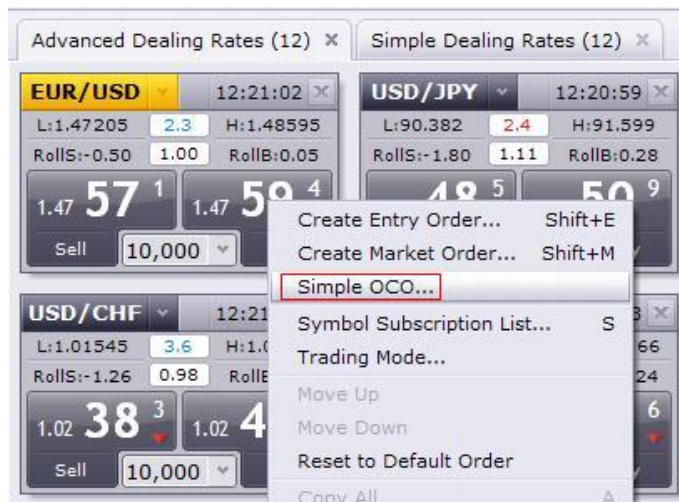 Advanced Dealing Rates (12) x
Simple Dealing Rates (12) x
EUR/USD 12:21:02 x
L:1.47205 2.3 H:1.48595
RollS:-0.50 1.00 RollB:0.05
1.47 57 1
1.47 59 4
Sell 10,000
USD/JPY 12:20:59 x
L:90.382 2.4 H:91.599
RollS:-1.80 1.11 RollB:0.28
48 5
50 9
USD/CHF
L:1.01545 3.6
RollS:-1.26 0.98
1.02 38 3
1.02 4
Sell 10,000
66
24
6
Create Entry Order... Shift+E
Create Market Order... Shift+M
Simple OCO...
Symbol Subscription List... S
Trading Mode...
Move Up
Move Down
Reset to Default Order
Copy All A